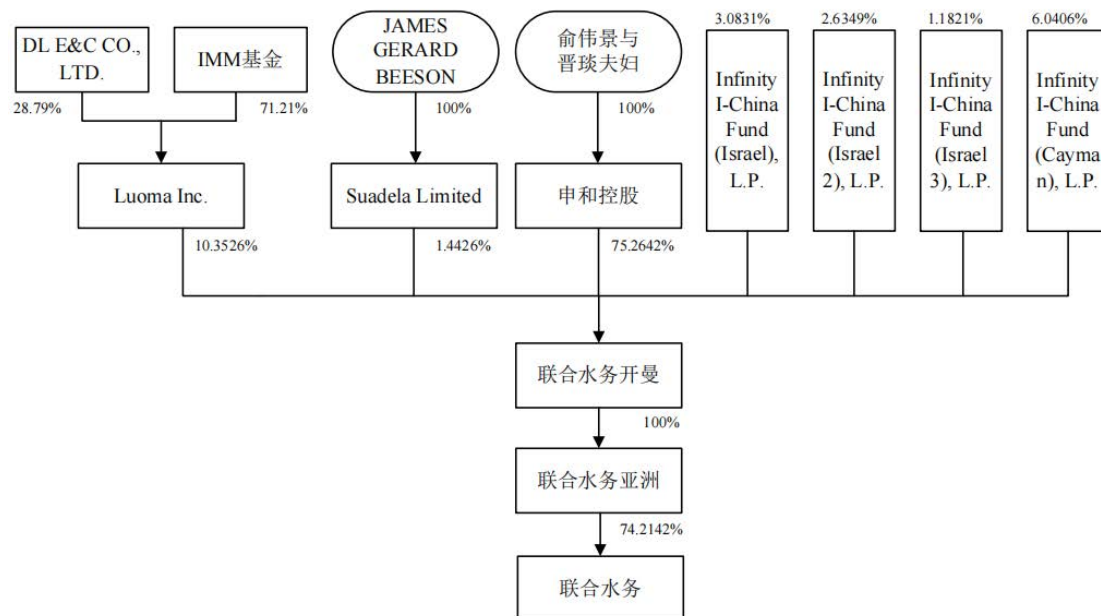 3.0831%
2.6349%
1.1821%
6.0406%
DL E&C CO.,
LTD.
IMM基金
JAMES
GERARD
BEESON
俞伟景与
晋琰夫妇
28.79%
71.21%
100%
100%
Infinity
I-China
Fund
(Israel),
L.P.
Infinity
I-China
Fund
(Israel
2), L.P.
Infinity
I-China
Fund
(Israel
3), L.P.
Infinity
I-China
Fund
(Cayma
n), L.P.
Luoma Inc.
Suadela Limited
申和控股
10.3526%
1.4426%
75.2642%
联合水务开曼
100%
联合水务亚洲
74.2142%
联合水务